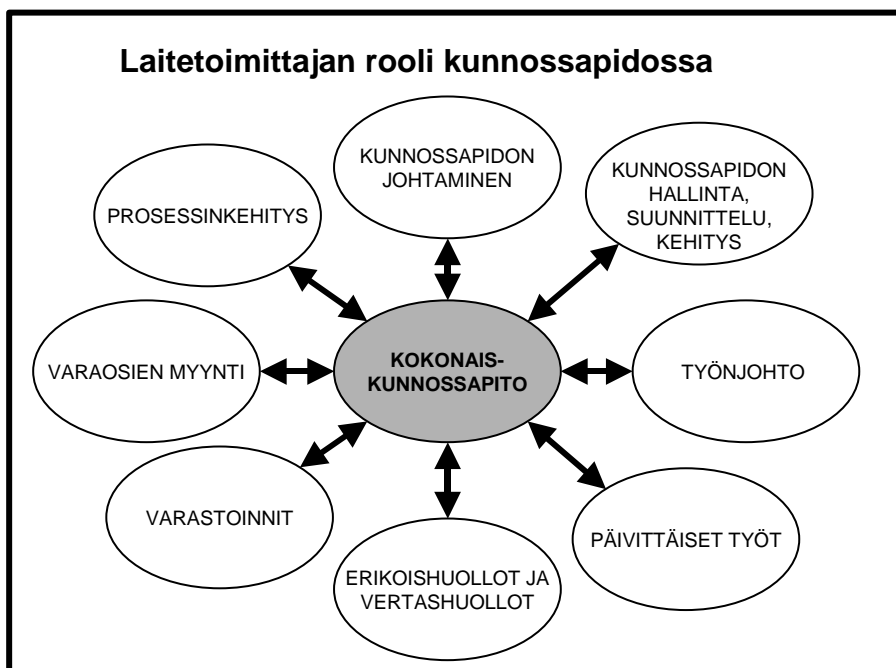 Laitetoimittajan rooli kunnossapidossa
KUNNOSSAPIDON
JOHTAMINEN
KUNNOSSAPIDON
HALLINTA,
SUUNNITTELU,
KEHITYS
PROSESSINKEHITYS
VARAOSIEN MYYNTI
KOKONAIS-
KUNNOSSAPITO
TYÖNJOHTO
VARASTOINNIT
PÄIVITTÄISET TYÖT
ERIKOISHUOLLOT JA
VERTASHUOLLOT